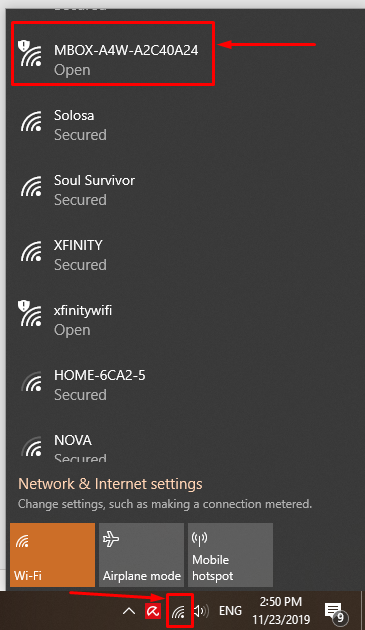 Secured
MBOX-A4W-A2C40A24
Open
Solosa
Secured
Soul Survivor
Secured
XFINITY
Secured
xfinitywifi
Open
HOME-6CA2-5
Secured
NOVA
Secured
Network & Internet settings
Change settings, such as making a connection metered.
Wi-Fi
Airplane mode
Mobile
hotspot
ENG
2:50 PM
11/23/2019
9